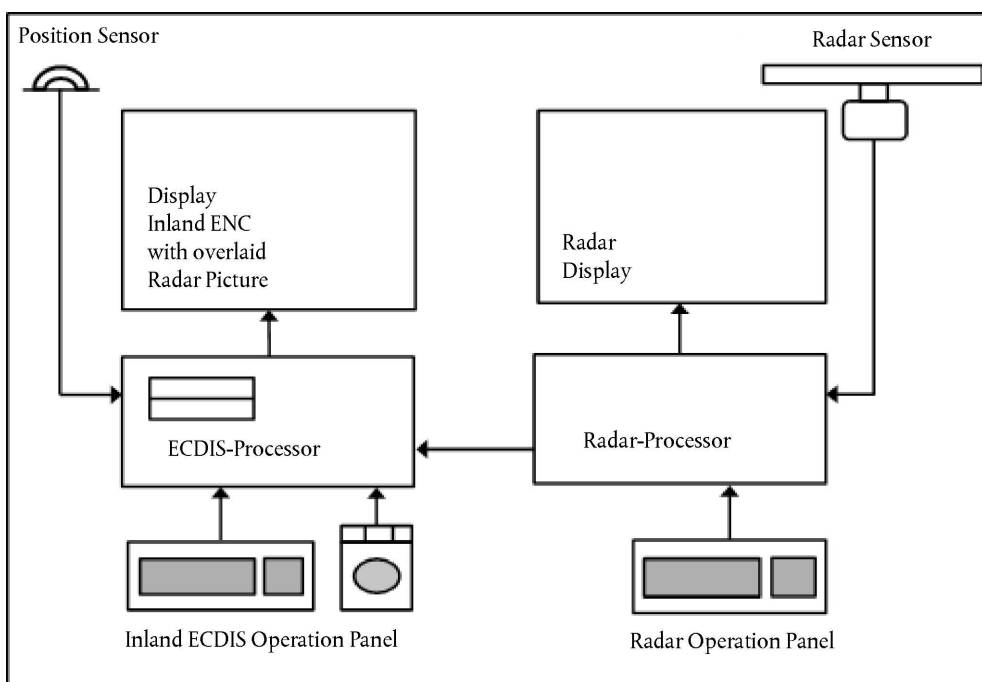 Position Sensor
Radar Sensor
Display
Inland ENC
with overlaid
Radar Picture
Radar
Display
ECDIS-Processor
Radar-Processor
Inland ECDIS Operation Panel
Radar Operation Panel